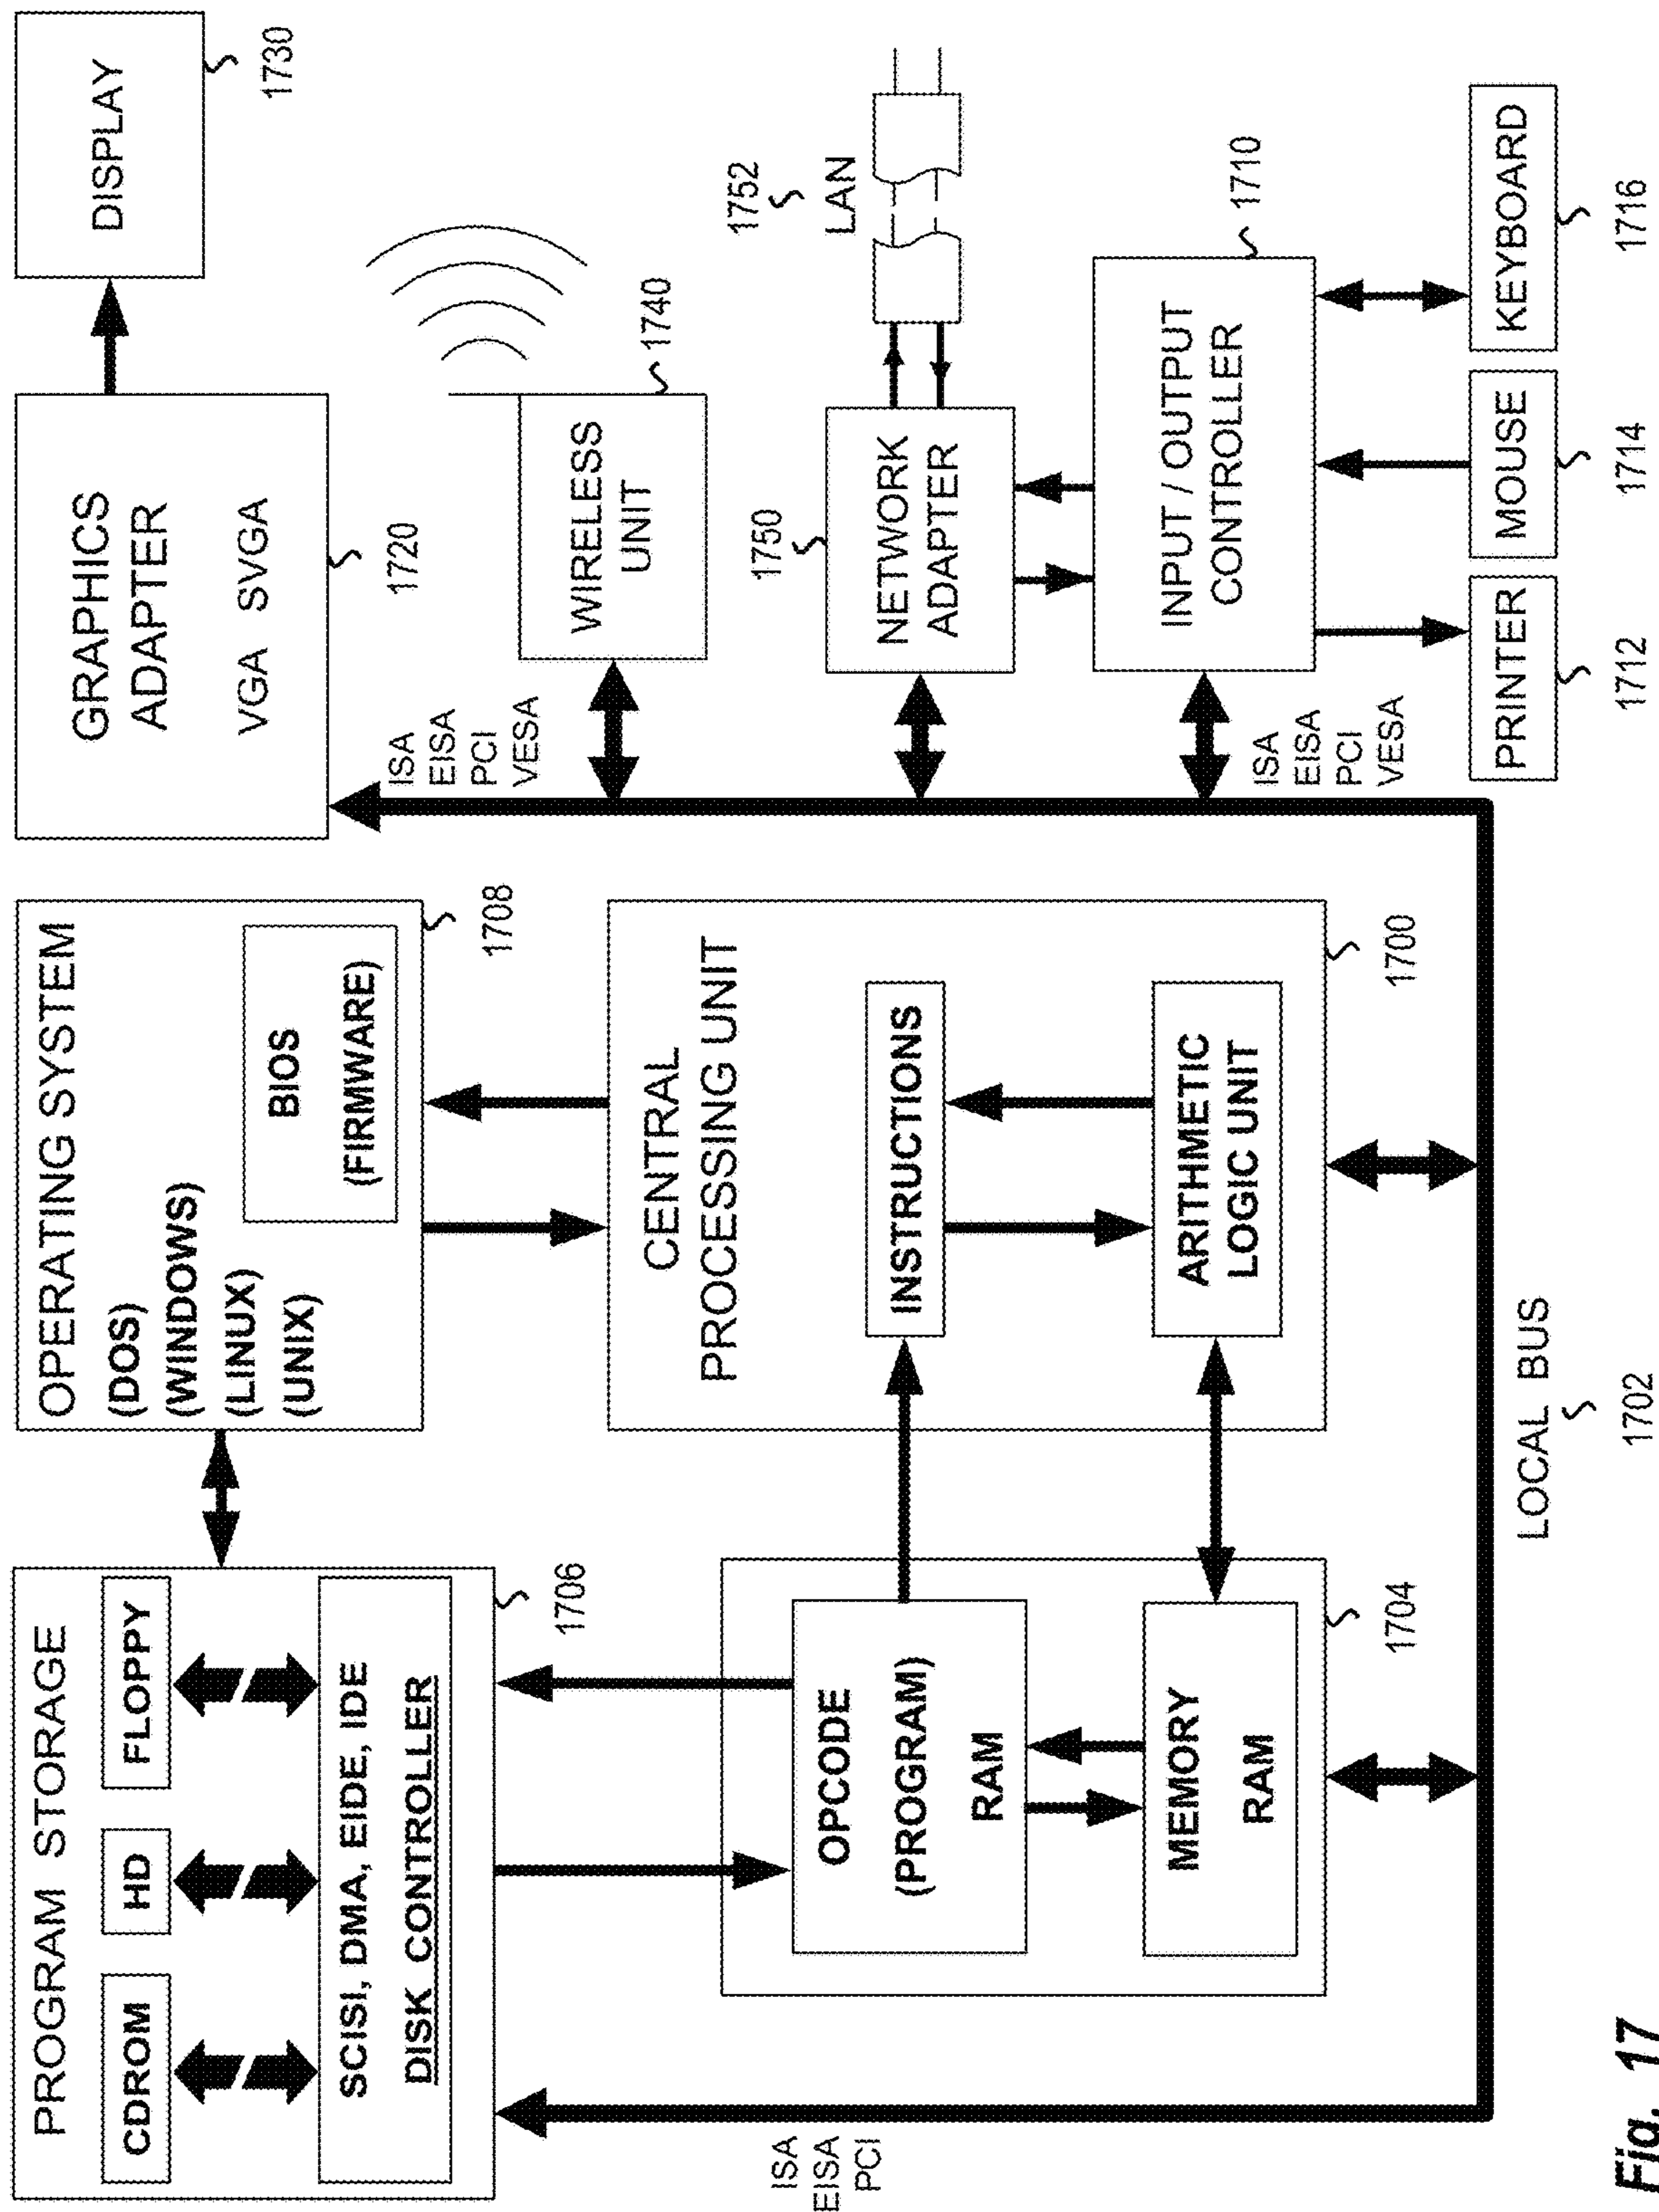 PROGRAM STORAGE
CDROM
HD
FLOPPY
SCISI, DMA, EIDE, IDE
DISK CONTROLLER
1706
OPERATING SYSTEM
(DOS)
(WINDOWS)
(LINUX)
(UNIX)
BIOS
(FIRMWARE)
1708
GRAPHICS
ADAPTER
VGA SVGA
1720
DISPLAY
1730
ISA
EISA
PCI
VESA
WIRELESS
UNIT
1740
CENTRAL
PROCESSING UNIT
INSTRUCTIONS
ARITHMETIC
LOGIC UNIT
1700
OPCODE
(PROGRAM)
RAM
MEMORY
RAM
1704
ISA
EISA
PCI
1750
NETWORK
ADAPTER
1752
LAN
INPUT / OUTPUT
CONTROLLER
1710
ISA
EISA
PCI
VESA
PRINTER
1712
MOUSE
1714
KEYBOARD
1716
LOCAL BUS
1702
Fig. 17